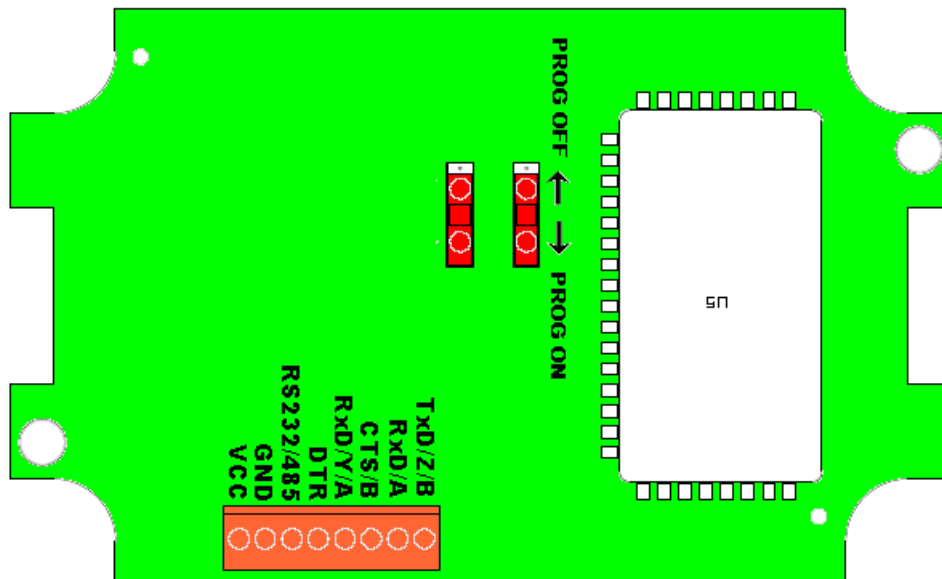 PROG OFF
PROG ON
U5
VCC
GND
RS232/485
DTR
RxD/Y/A
CTS/B
RxD/A
TxD/Z/B